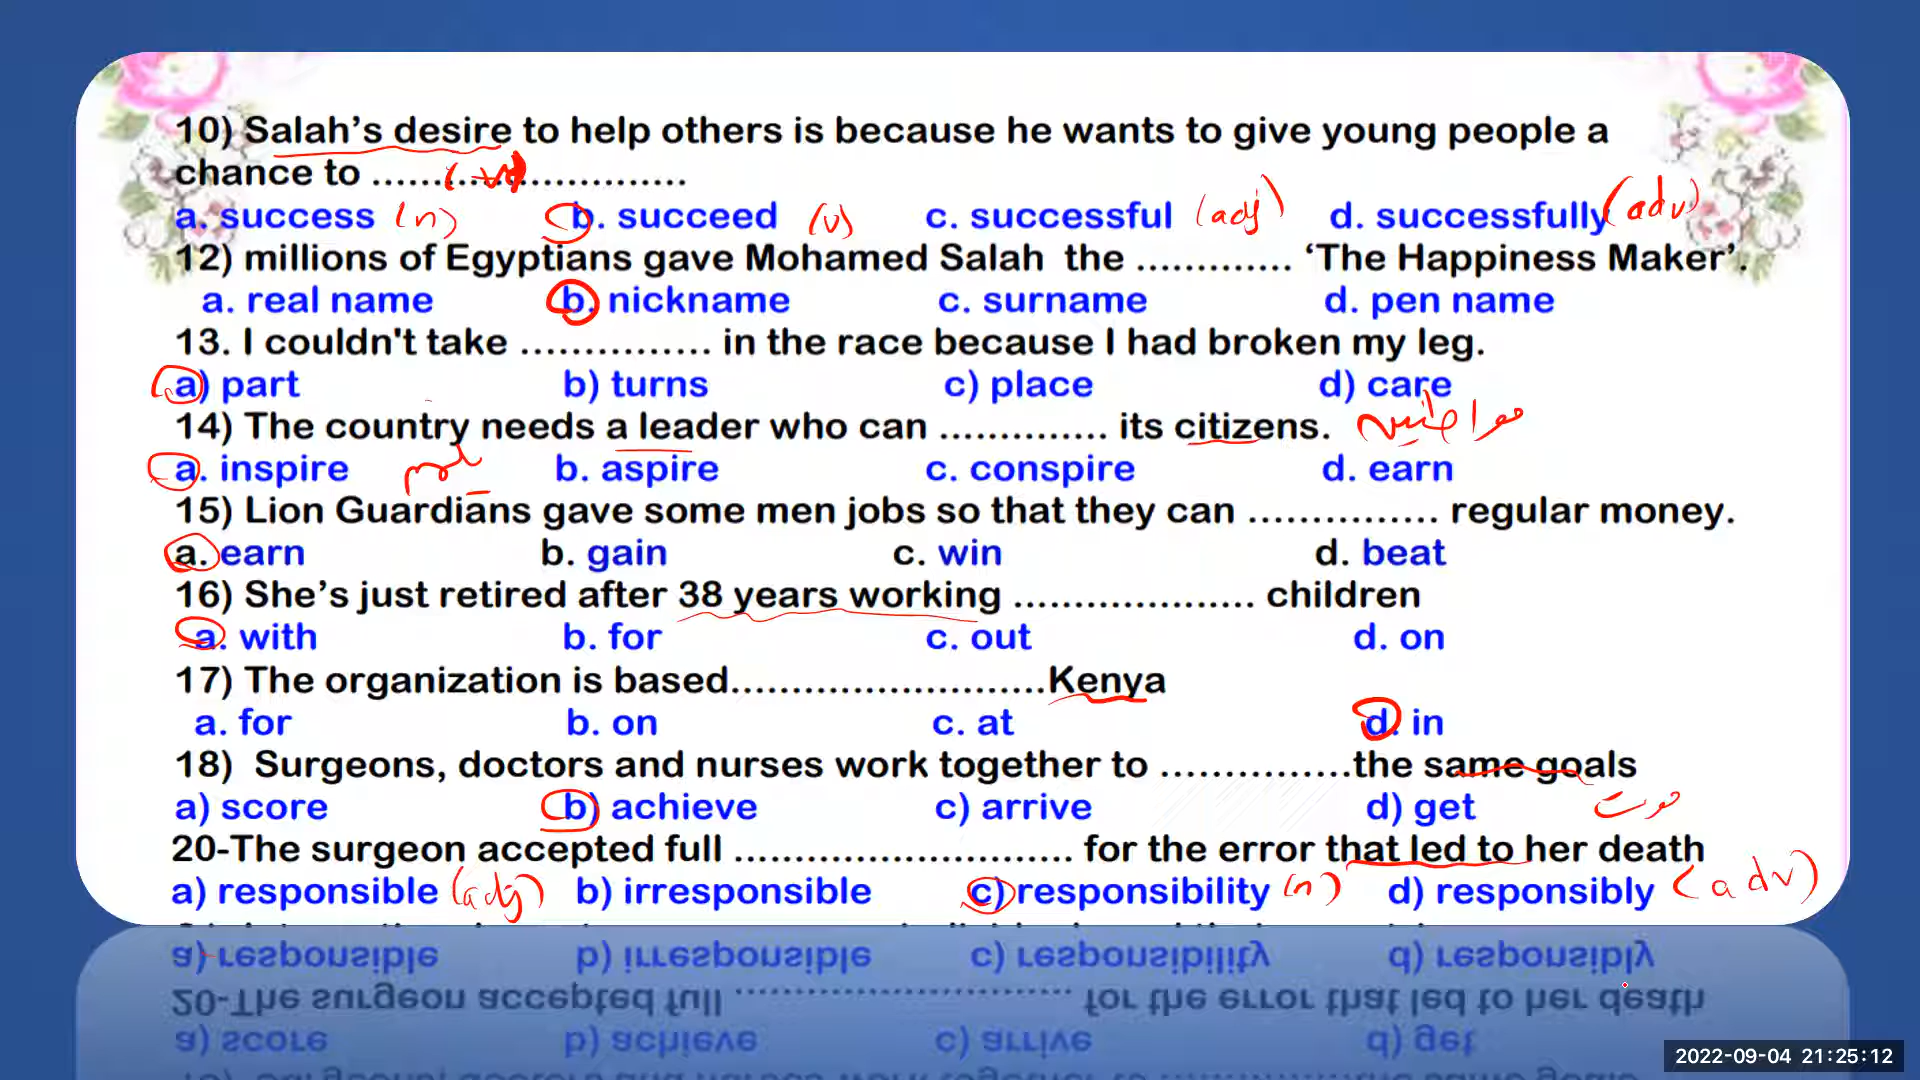 10) Salah’s desire to help others is because he wants to give young people a
chance to ..............................
a. success (n) b. succeed (v) c. successful (adj) d. successfully (adv)
12) millions of Egyptians gave Mohamed Salah the ............. ‘The Happiness Maker’.
a. real name b. nickname c. surname d. pen name
13. I couldn't take ............... in the race because I had broken my leg.
a) part b) turns c) place d) care
14) The country needs a leader who can .............. its citizens.
a. inspire b. aspire c. conspire d. earn
15) Lion Guardians gave some men jobs so that they can ............... regular money.
a. earn b. gain c. win d. beat
16) She’s just retired after 38 years working .................... children
a. with b. for c. out d. on
17) The organization is based..........................Kenya
a. for b. on c. at d. in
18) Surgeons, doctors and nurses work together to ................the same goals
a) score b) achieve c) arrive d) get
20-The surgeon accepted full ............................ for the error that led to her death
a) responsible (adj) b) irresponsible c) responsibility (n) d) responsibly (adv)
2022-09-04 21:25:12